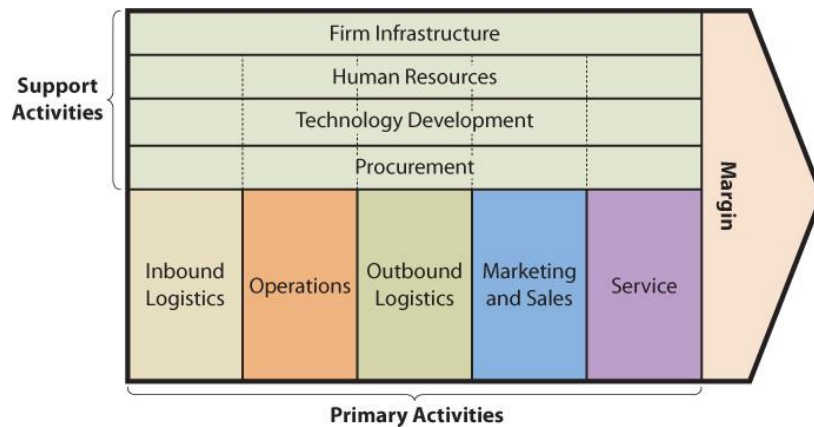 Firm Infrastructure
Support
Activities
Human Resources
Technology Development
Procurement
Margin
Inbound
Logistics
Operations
Outbound
Logistics
Marketing
and Sales
Service
Primary Activities